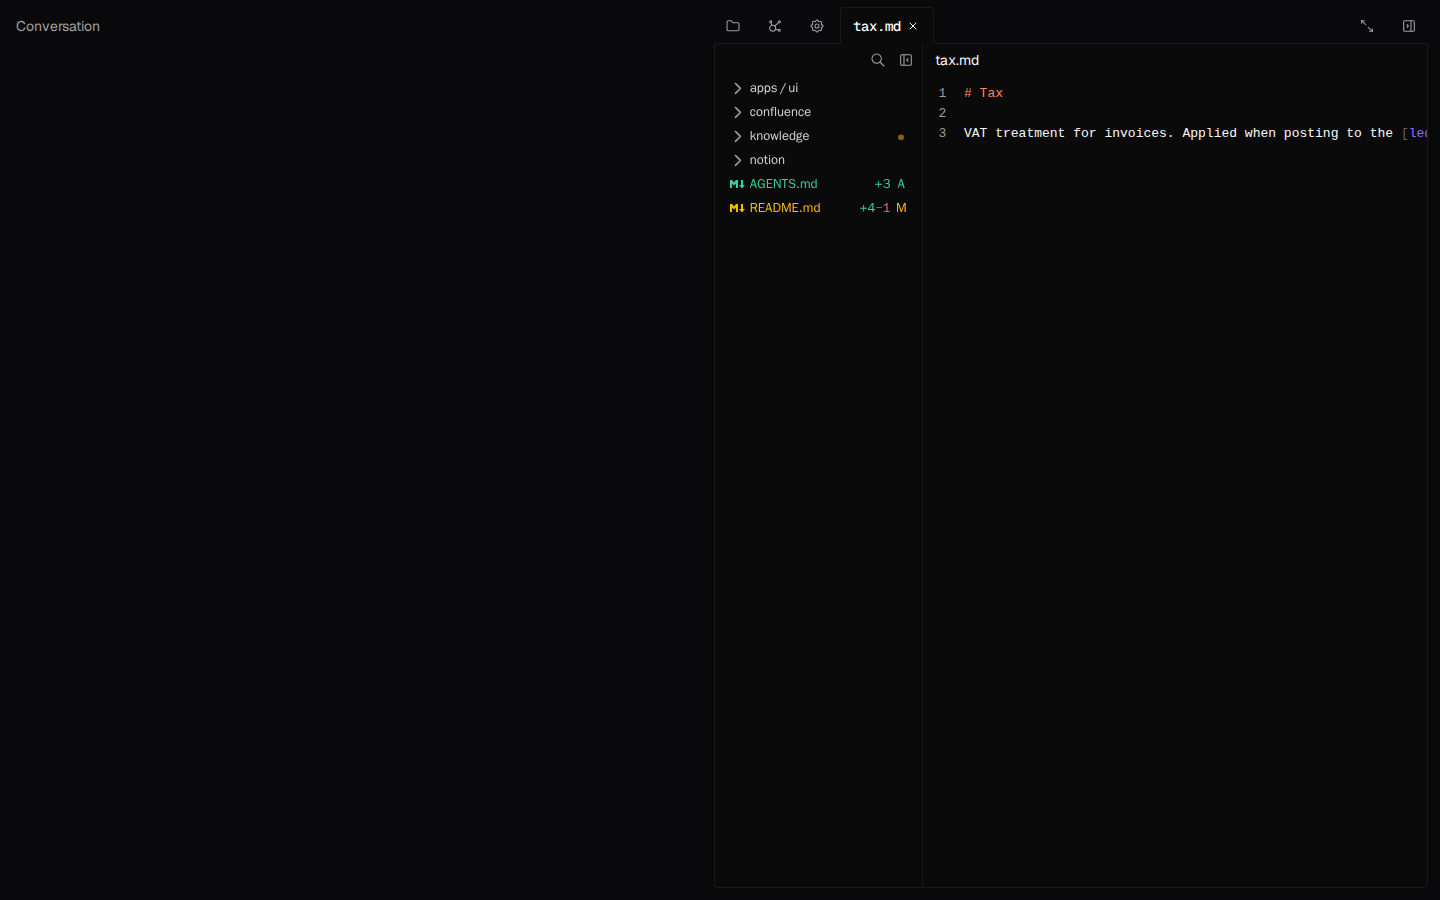 Conversation
tax.md
tax.md
apps / ui
confluence
knowledge
notion
AGENTS.md +3 A
README.md +4-1 M
1 # Tax
2
3 VAT treatment for invoices. Applied when posting to the [led